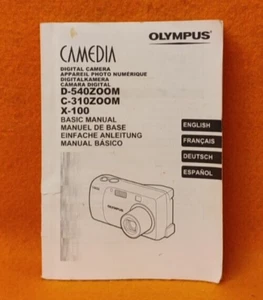 OLYMPUS
CAMEDIA
DIGITAL CAMERA
APPAREIL PHOTO NUMÉRIQUE
DIGITALKAMERA
CÁMARA DIGITAL
D-540ZOOM
C-310ZOOM
X-100
BASIC MANUAL
MANUEL DE BASE
EINFACHE ANLEITUNG
MANUAL BÁSICO
ENGLISH
FRANÇAIS
DEUTSCH
ESPAÑOL
OLYMPUS